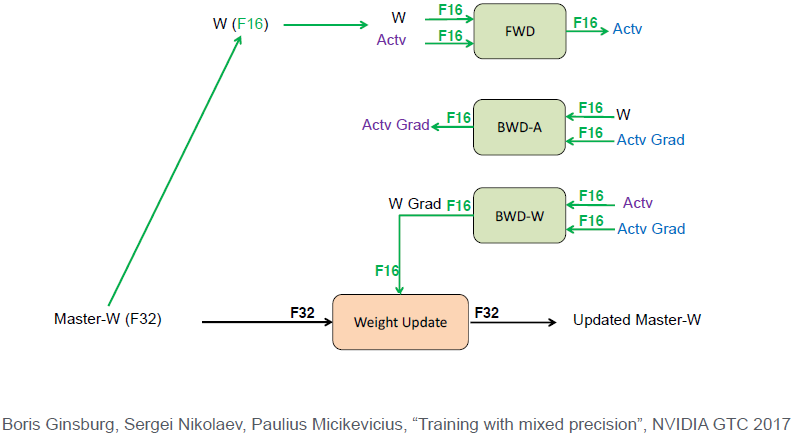 W (F16)
W F16
Actv F16
FWD
F16 Actv
Actv Grad F16
BWD-A
F16 W
F16 Actv Grad
W Grad F16
BWD-W
F16 Actv
F16 Actv Grad
F16
Master-W (F32)
F32
Weight Update
F32
Updated Master-W
Boris Ginsburg, Sergei Nikolaev, Paulius Micikevicius, “Training with mixed precision”, NVIDIA GTC 2017